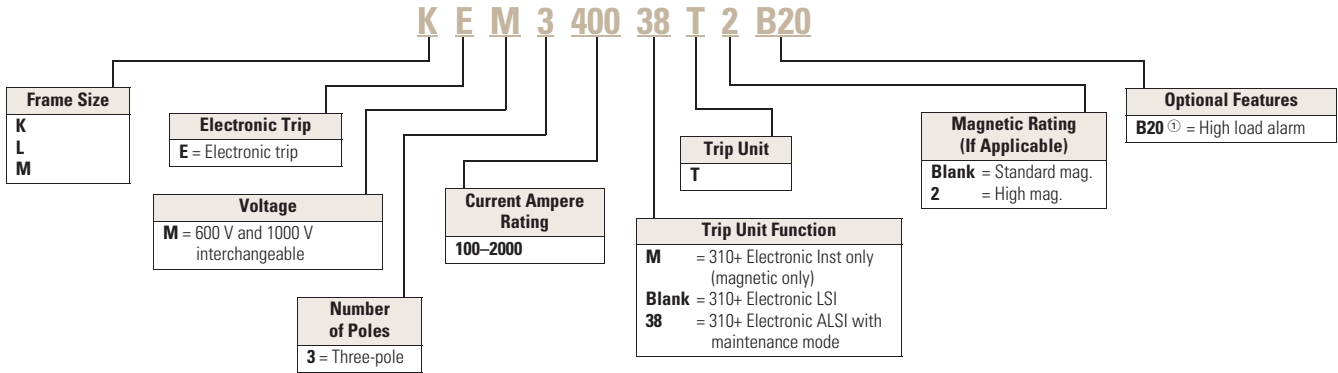 K E M 3 400 38 T 2 B20
Frame Size
K
L
M
Electronic Trip
E = Electronic trip
Voltage
M = 600 V and 1000 V
interchangeable
Number
of Poles
3 = Three-pole
Current Ampere
Rating
100–2000
Trip Unit Function
M = 310+ Electronic Inst only
(magnetic only)
Blank = 310+ Electronic LSI
38 = 310+ Electronic ALSI with
maintenance mode
Trip Unit
T
Magnetic Rating
(If Applicable)
Blank = Standard mag.
2 = High mag.
Optional Features
B20 ① = High load alarm